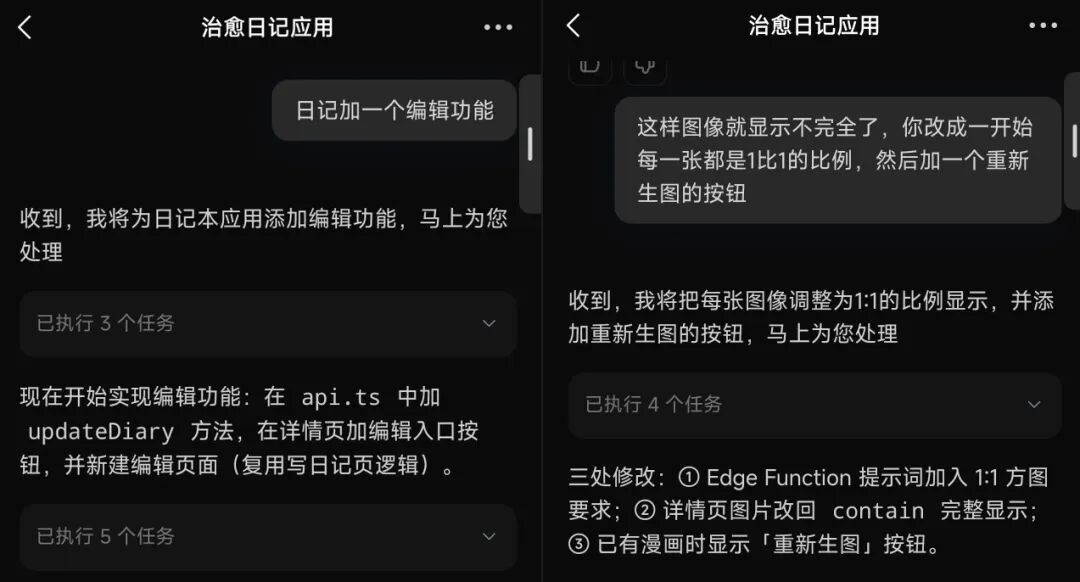 治愈日记应用
日记加一个编辑功能
收到，我将为日记本应用添加编辑功能，马上为您
处理
已执行 3 个任务
现在开始实现编辑功能：在 api.ts 中加
updateDiary 方法，在详情页加编辑入口按
钮，并新建编辑页面（复用写日记页逻辑）。
已执行 5 个任务
治愈日记应用
这样图像就显示不完全了，你改成一开始
每一张都是1比1的比例，然后加一个重新
生图的按钮
收到，我将把每张图像调整为1:1的比例显示，并添
加重新生图的按钮，马上为您处理
已执行 4 个任务
三处修改：① Edge Function 提示词加入 1:1 方图
要求；② 详情页图片改回 contain 完整显示；
③ 已有漫画时显示「重新生图」按钮。